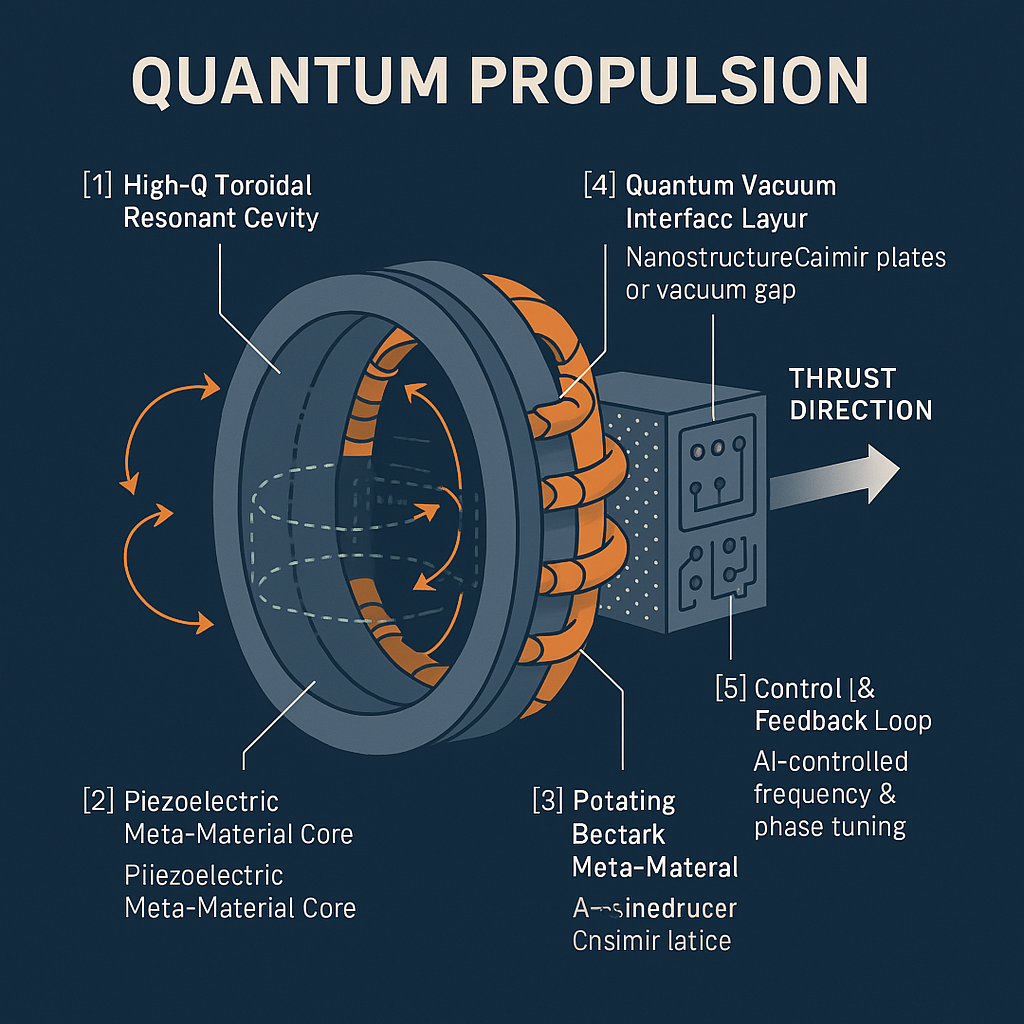 QUANTUM PROPULSION
[1] High-Q Toroidal
Resonant Cevity
[4] Quantum Vacuum
Interfacc Layur
NanostructureCaimir plates
or vacuum gap
THRUST
DIRECTION
[5] Control [&
Feedback Loop
AI-controlled
frequency &
phase tuning
[2] Piezoelectric
Meta-Material Core
Piiezoelectric
Meta-Material Core
[3] Potating
Bectark
Meta-Materal
Cnsimir latice